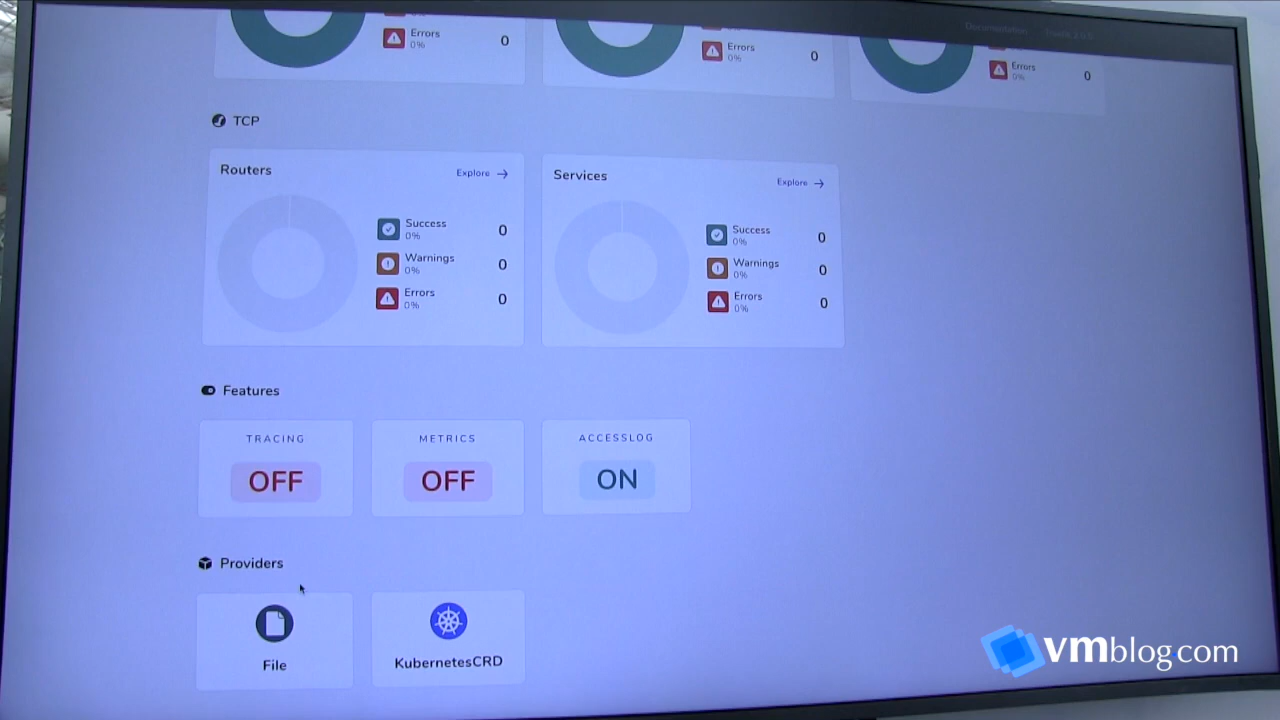 Documentation
Errors 0
0%
Errors 0
0%
Errors 0
0%
TCP
Routers Explore →
Success 0
0%
Warnings 0
0%
Errors 0
0%
Services Explore →
Success 0
0%
Warnings 0
0%
Errors 0
0%
Features
TRACING
OFF
METRICS
OFF
ACCESSLOG
ON
Providers
File
KubernetesCRD
vmblog.com